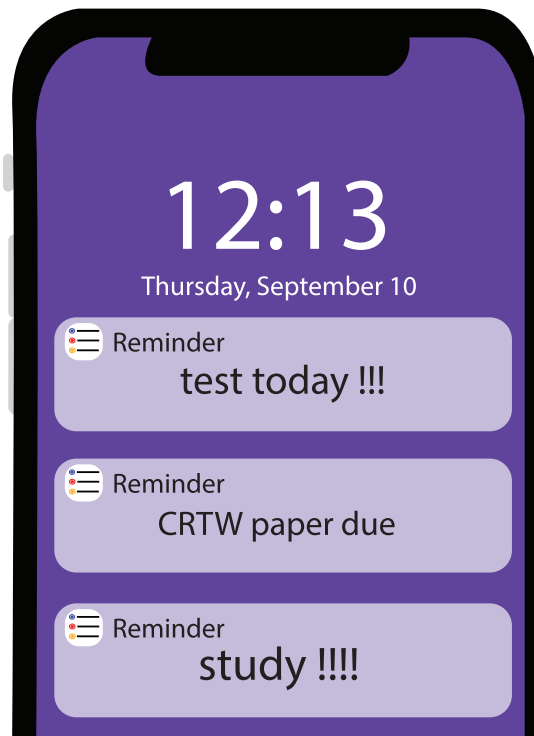 12:13
Thursday, September 10
Reminder
test today !!!
Reminder
CRTW paper due
Reminder
study !!!!